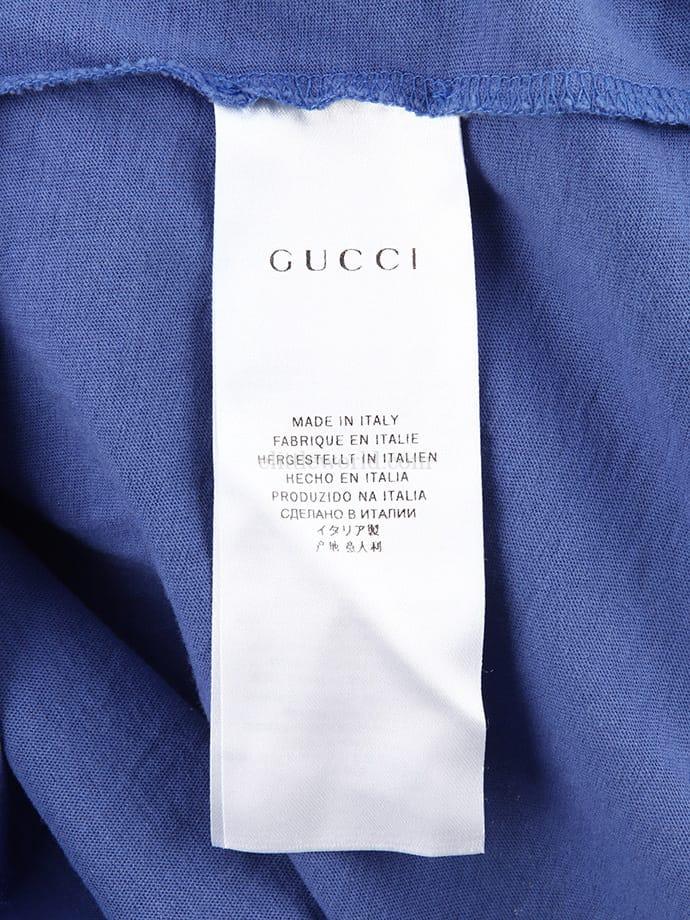 GUCCI
MADE IN ITALY
FABRIQUE EN ITALIE
HERGESTELLT IN ITALIEN
HECHO EN ITALIA
PRODUZIDO NA ITALIA
СДЕЛАНО В ИТАЛИИ
イタリア製
产地 意大利